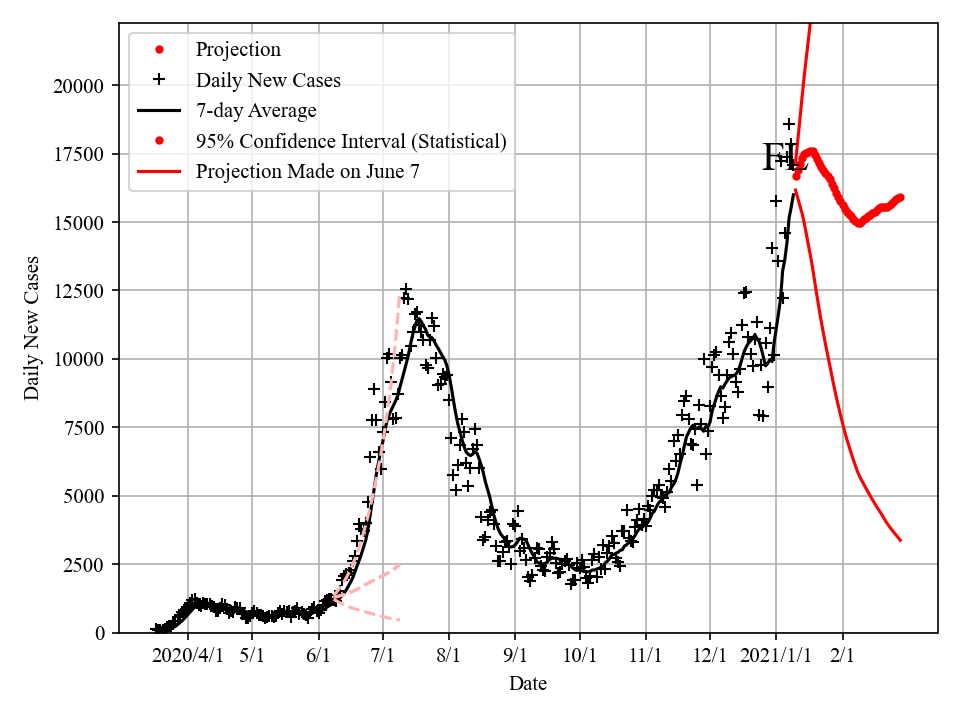 Projection
Daily New Cases
7-day Average
95% Confidence Interval (Statistical)
Projection Made on June 7
FL
20000
17500
15000
12500
10000
7500
5000
2500
0
Daily New Cases
2020/4/1 5/1 6/1 7/1 8/1 9/1 10/1 11/1 12/1 2021/1/1 2/1
Date